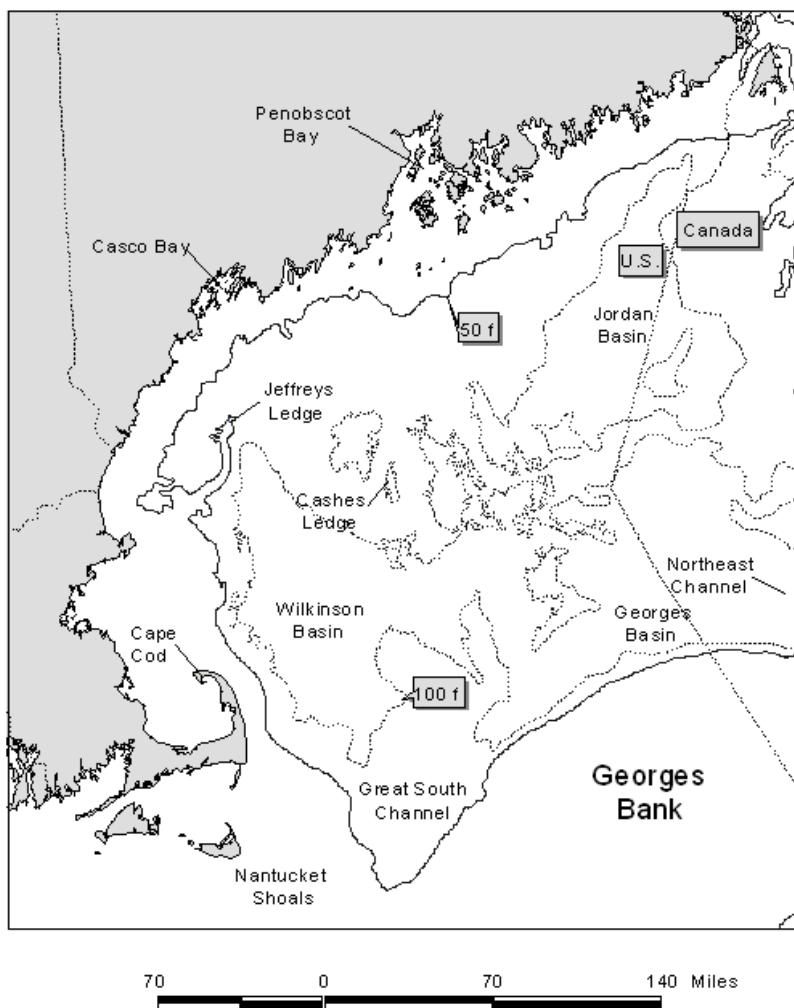 Penobscot
Bay
Canada
Casco Bay
U.S.
Jordan
Basin
50 f
Jeffreys
Ledge
Cashes
Ledge
Northeast
Channel
Wilkinson
Basin
Georges
Basin
Cape
Cod
100 f
Georges
Bank
Great South
Channel
Nantucket
Shoals
70 0 70 140 Miles